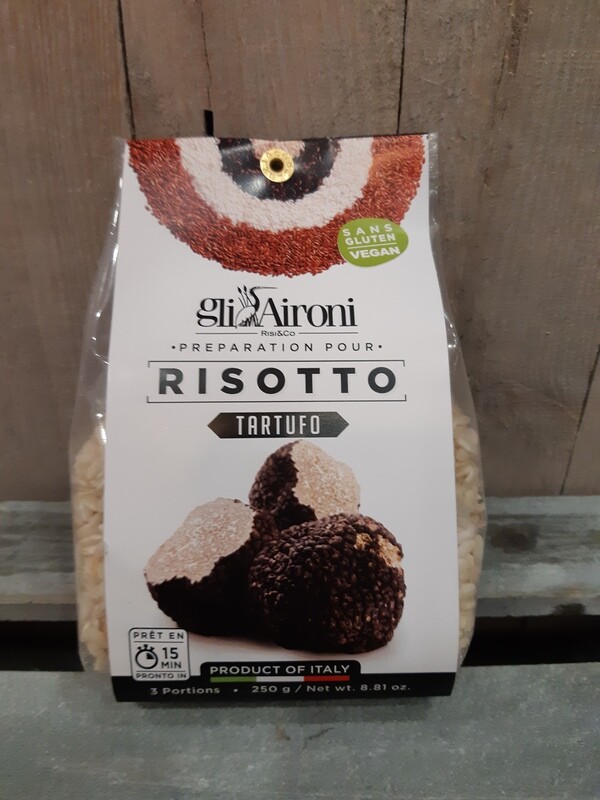 SANS
GLUTEN
VEGAN
gli Aironi
Risi&Co
•PREPARATION POUR•
RISOTTO
TARTUFO
PRÊT EN
15
MIN
PRONTO IN
PRODUCT OF ITALY
3 Portions • 250 g / Net wt. 8.81 oz.